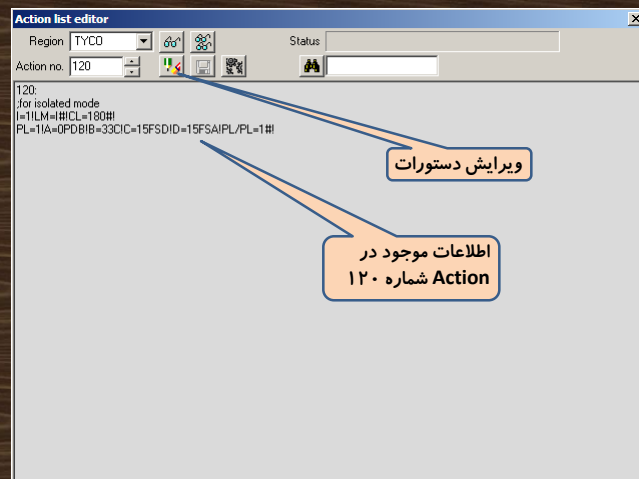 Action list editor
Region TYCO Status
Action no. 120
120:
;for isolated mode
I=1!LM=I#!CL=180#!
PL=1!A=0PDB!B=33C!C=15FSD!D=15FSA!PL/PL=1#!
ویرایش دستورات
اطلاعات موجود در
Action شماره ۱۲۰